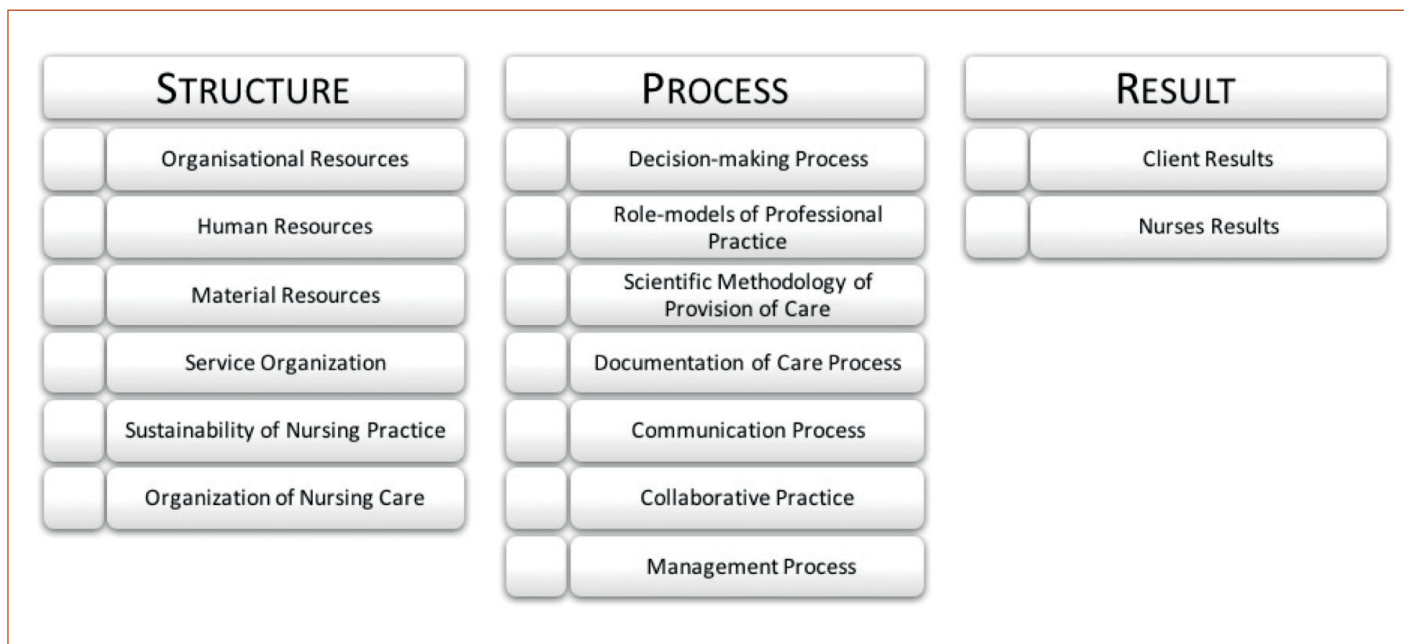 STRUCTURE
Organisational Resources
Human Resources
Material Resources
Service Organization
Sustainability of Nursing Practice
Organization of Nursing Care
PROCESS
Decision-making Process
Role-models of Professional
Practice
Scientific Methodology of
Provision of Care
Documentation of Care Process
Communication Process
Collaborative Practice
Management Process
RESULT
Client Results
Nurses Results